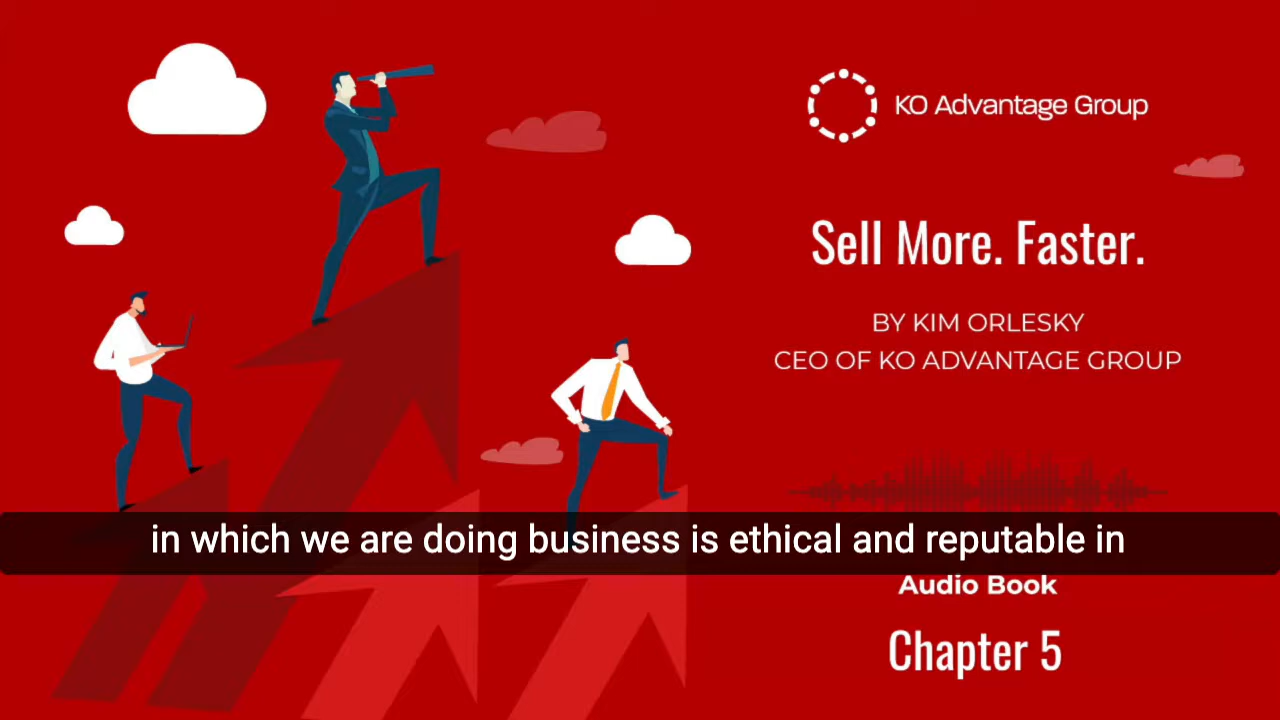 KO Advantage Group
Sell More. Faster.
BY KIM ORLESKY
CEO OF KO ADVANTAGE GROUP
in which we are doing business is ethical and reputable in
Audio Book
Chapter 5